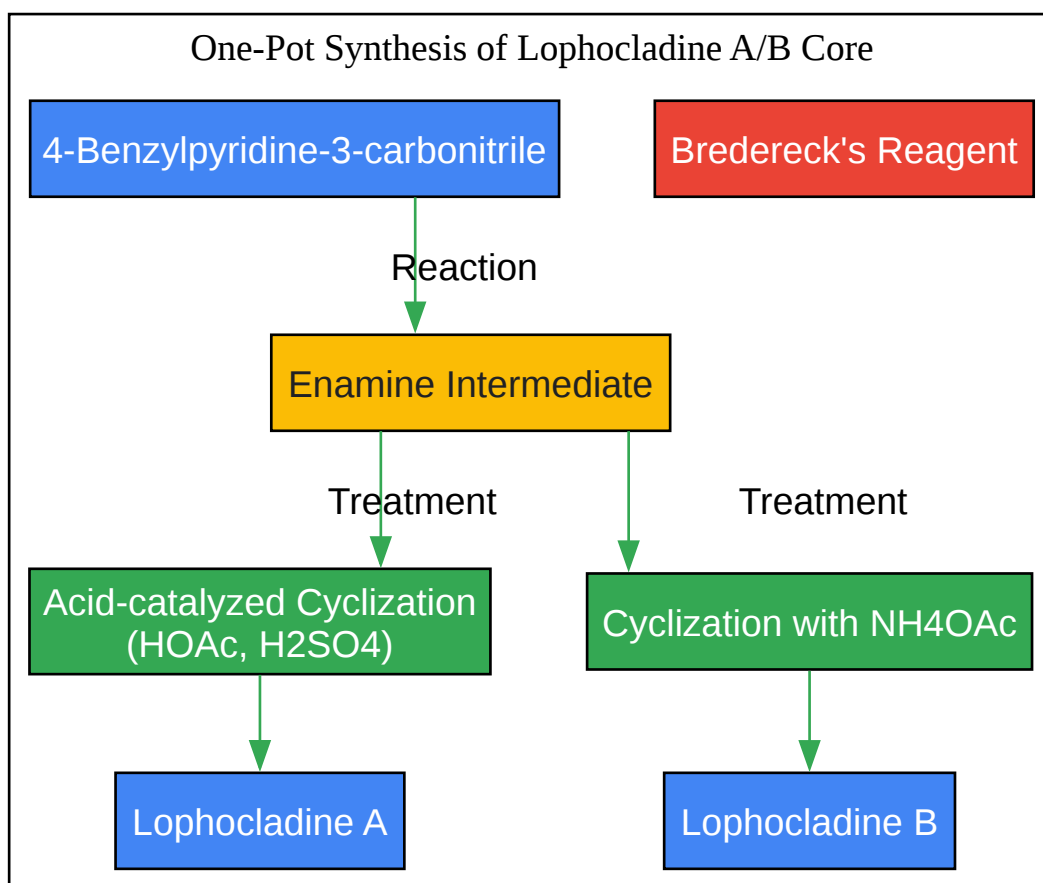 One-Pot Synthesis of Lophocladine A/B Core
4-Benzylpyridine-3-carbonitrile
Bredereck's Reagent
Reaction
Enamine Intermediate
Treatment
Treatment
Acid-catalyzed Cyclization
(HOAc, H2SO4)
Cyclization with NH4OAc
Lophocladine A
Lophocladine B